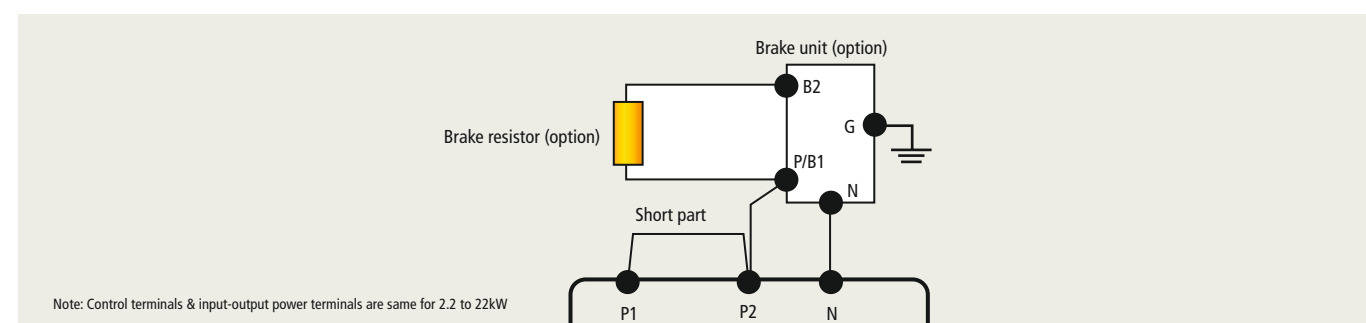 Brake unit (option)
B2
G
Brake resistor (option)
P/B1
N
Short part
Note: Control terminals & input-output power terminals are same for 2.2 to 22kW
P1
P2
N